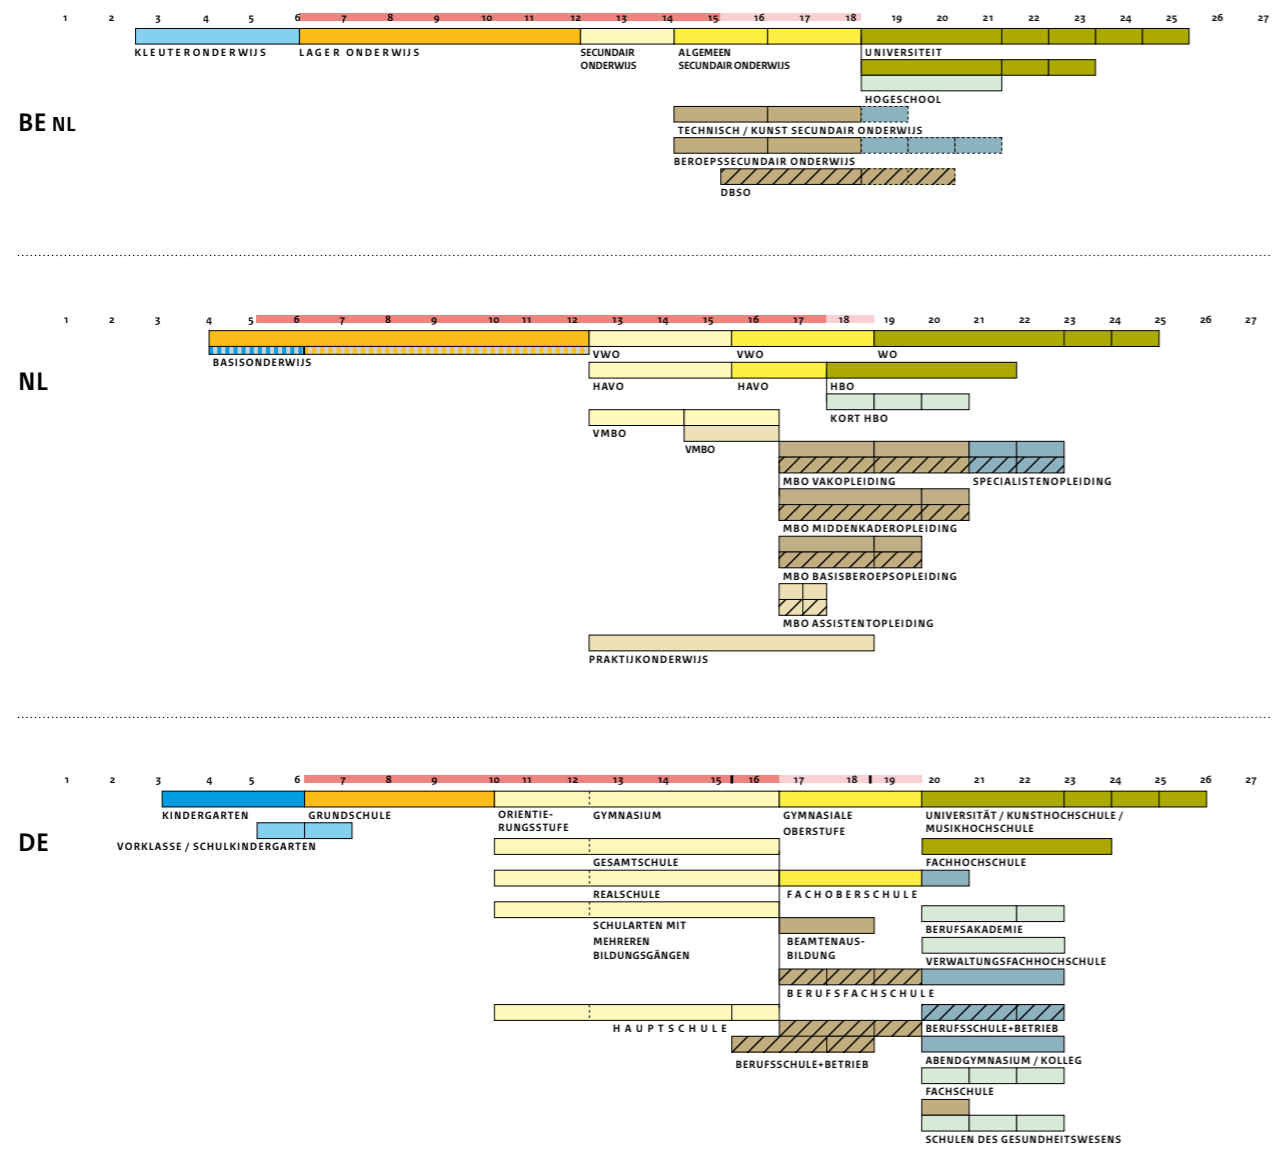 1 2 3 4 5 6 7 8 9 10 11 12 13 14 15 16 17 18 19 20 21 22 23 24 25 26 27
KLEUTERONDERWIJS
LAGER ONDERWIJS
SECUNDAIR
ONDERWIJS
ALGEMEEN
SECUNDAIR ONDERWIJS
UNIVERSITEIT
HOGESCHOOL
BE NL
TECHNISCH / KUNST SECUNDAIR ONDERWIJS
BEROEPSSECUNDAIR ONDERWIJS
DBSO
1 2 3 4 5 6 7 8 9 10 11 12 13 14 15 16 17 18 19 20 21 22 23 24 25 26 27
BASISONDERWIJS
VWO
VWO
WO
NL
HAVO
HAVO
HBO
KORT HBO
VMBO
VMBO
MBO VAKOPLEIDING
SPECIALISTENOPLEIDING
MBO MIDDENKADEROPLEIDING
MBO BASISBEROEPSOPLEIDING
MBO ASSISTENTOPLEIDING
PRAKTIJKONDERWIJS
1 2 3 4 5 6 7 8 9 10 11 12 13 14 15 16 17 18 19 20 21 22 23 24 25 26 27
KINDERGARTEN
GRUNDSCHULE
ORIENTIE-
RUNGSSTUFE
GYMNASIUM
GYMNASIALE
OBERSTUFE
UNIVERSITÄT / KUNSTHOCHSCHULE /
MUSIKHOCHSCHULE
DE
VORKLASSE / SCHULKINDERGARTEN
GESAMTSCHULE
FACHHOCHSCHULE
REALSCHULE
FACHOBERSCHULE
SCHULARTEN MIT
MEHREREN
BILDUNGSGÄNGEN
BEAMTENAUS-
BILDUNG
BERUFSAKADEMIE
VERWALTUNGSFACHHOCHSCHULE
BERUFSFACHSCHULE
HAUPTSCHULE
BERUFSSCHULE+BETRIEB
BERUFSSCHULE+BETRIEB
ABENDGYMNASIUM / KOLLEG
FACHSCHULE
SCHULEN DES GESUNDHEITSWESENS